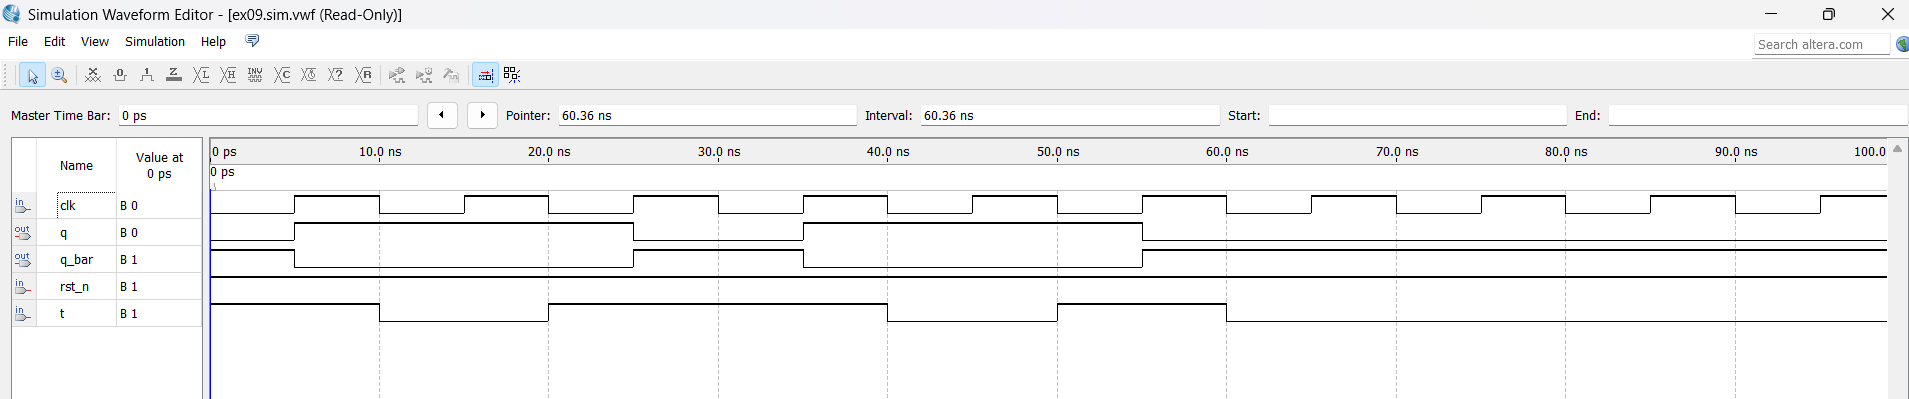 Simulation Waveform Editor - [ex09.sim.vwf (Read-Only)]
File Edit View Simulation Help
Search altera.com
Master Time Bar: 0 ps Pointer: 60.36 ns Interval: 60.36 ns Start: End:
Name Value at 0 ps
0 ps 10.0 ns 20.0 ns 30.0 ns 40.0 ns 50.0 ns 60.0 ns 70.0 ns 80.0 ns 90.0 ns 100.0
0 ps
in clk B 0
out q B 0
out q_bar B 1
in rst_n B 1
in t B 1